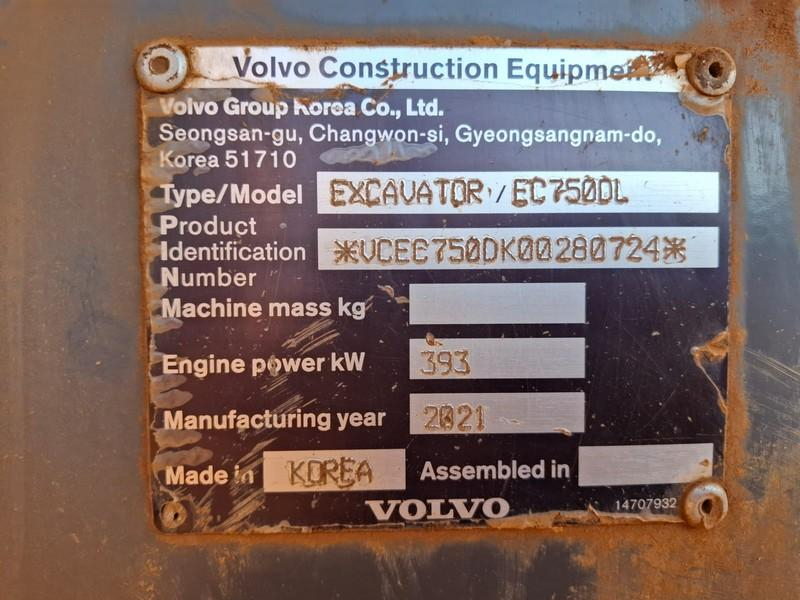 Volvo Construction Equipment
Volvo Group Korea Co., Ltd.
Seongsan-gu, Changwon-si, Gyeongsangnam-do,
Korea 51710
Type/Model EXCAVATOR / EC750DL
Product
Identification *VCEC750DK00280724*
Number
Machine mass kg
Engine power kW 393
Manufacturing year 2021
Made in KOREA Assembled in
VOLVO 14707932